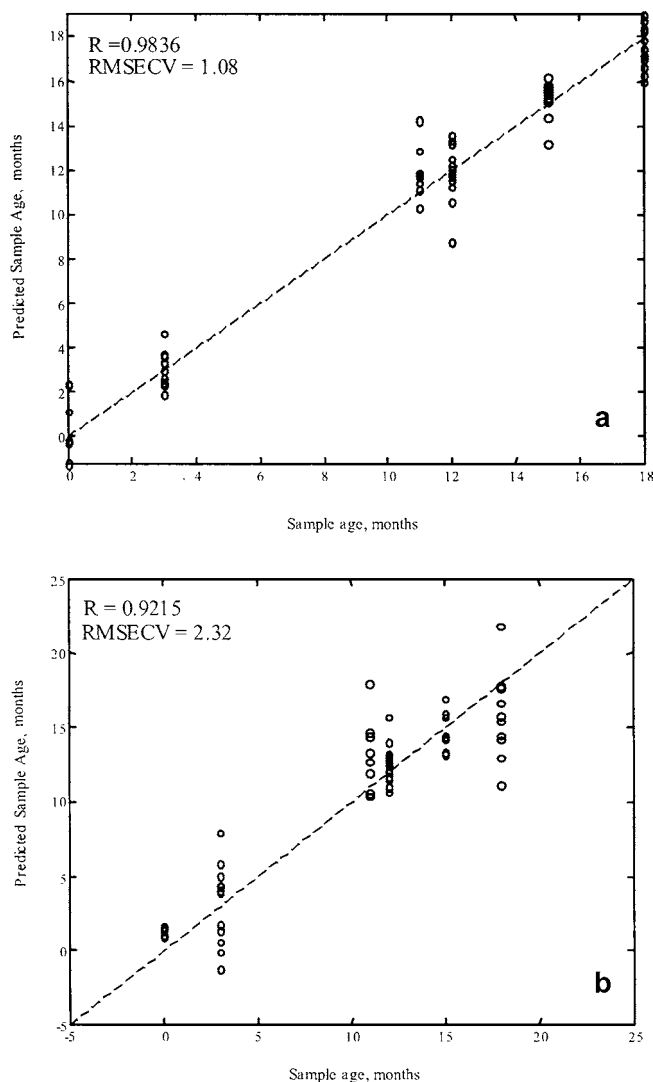 R =0.9836
RMSECV = 1.08
18
16
14
12
10
8
6
4
2
0
Predicted Sample Age, months
a
0 2 4 6 8 10 12 14 16 18
Sample age, months
R = 0.9215
RMSECV = 2.32
25
20
15
10
5
0
-5
Predicted Sample Age, months
b
-5 0 5 10 15 20 25
Sample age, months